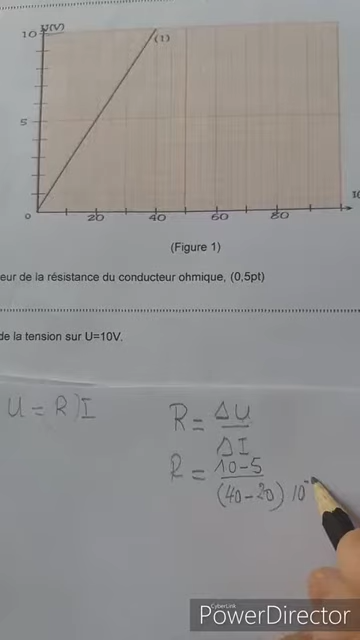 U(V)
10
(1)
5
0
20
40
60
80
(Figure 1)
eur de la résistance du conducteur ohmique, (0,5pt)
de la tension sur U=10V.
U = R)I
R = ΔU
ΔI
R = 10-5
(40-20) 10-
CyberLink
PowerDirector